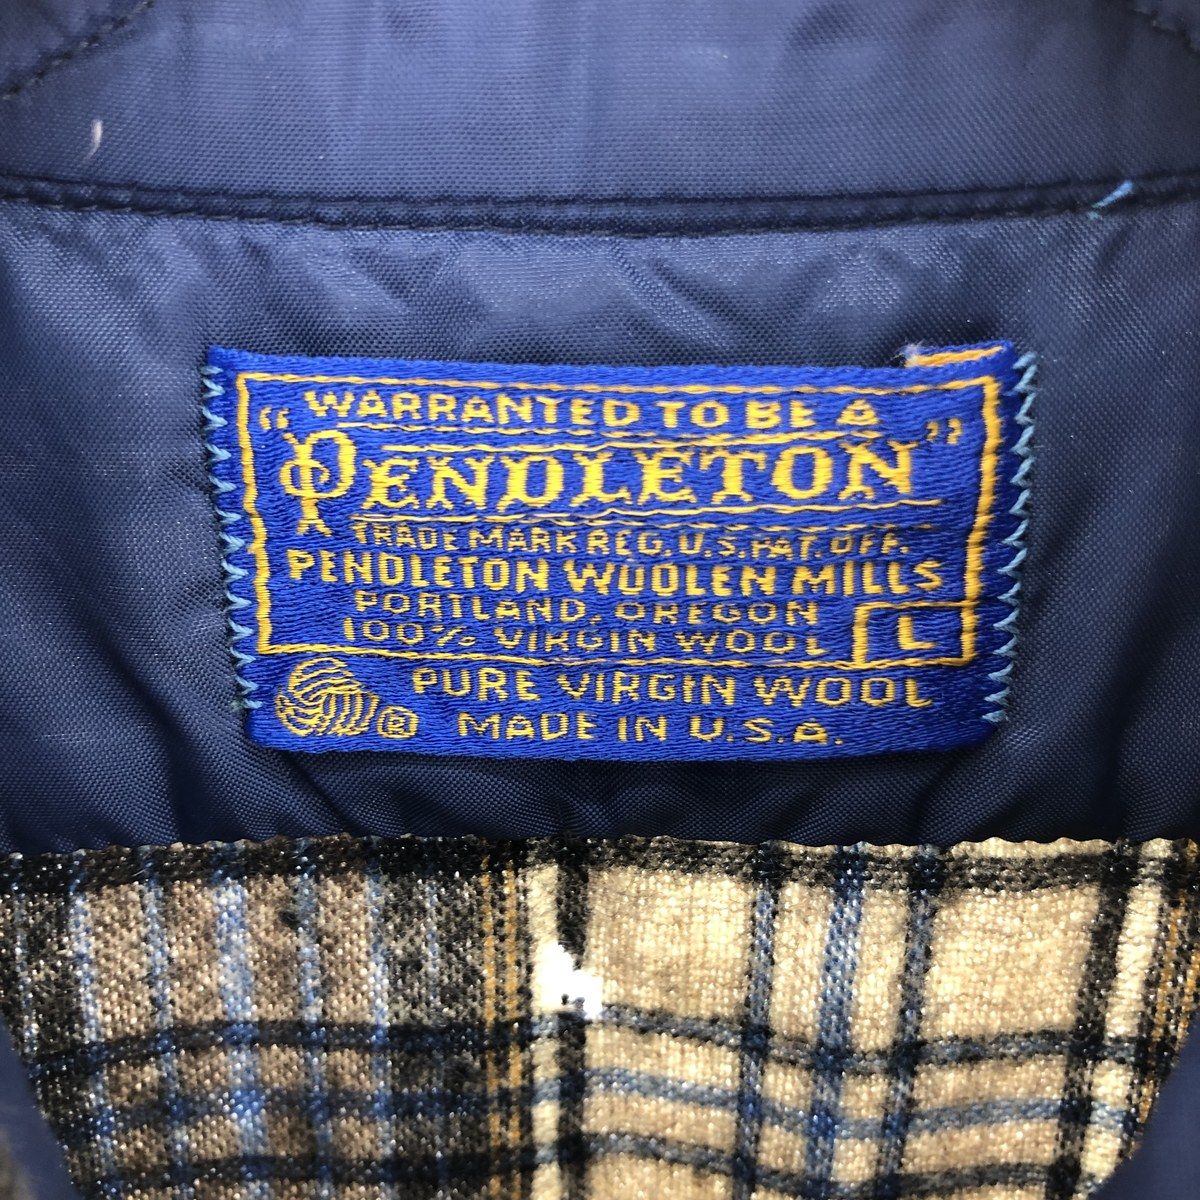 WARRANTED TO BE A
"PENDLETON"
TRADE MARK REG. U.S. PAT. OFF.
PENDLETON WOOLEN MILLS
PORTLAND, OREGON
100% VIRGIN WOOL L
PURE VIRGIN WOOL
® MADE IN U.S.A.